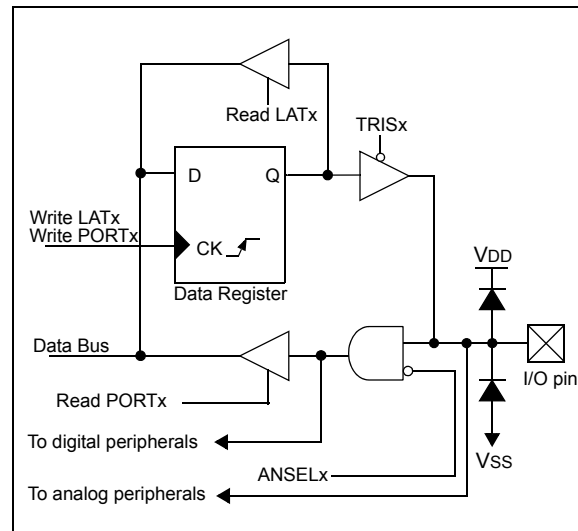 Read LATx
TRISx
D Q
Write LATx
Write PORTx
CK
Data Register
VDD
Data Bus
I/O pin
Read PORTx
To digital peripherals
VSS
ANSELx
To analog peripherals